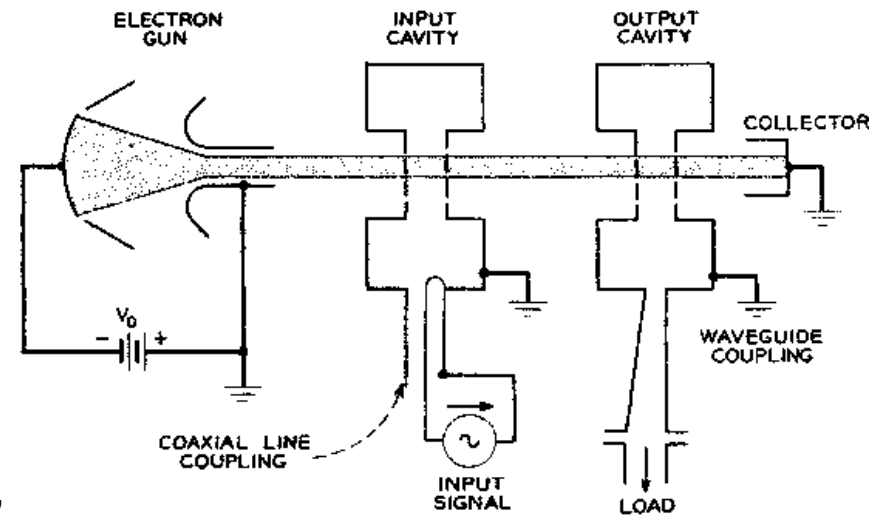 ELECTRON
GUN
INPUT
CAVITY
OUTPUT
CAVITY
COLLECTOR
V₀
− +
WAVEGUIDE
COUPLING
COAXIAL LINE
COUPLING
~
INPUT
SIGNAL
LOAD